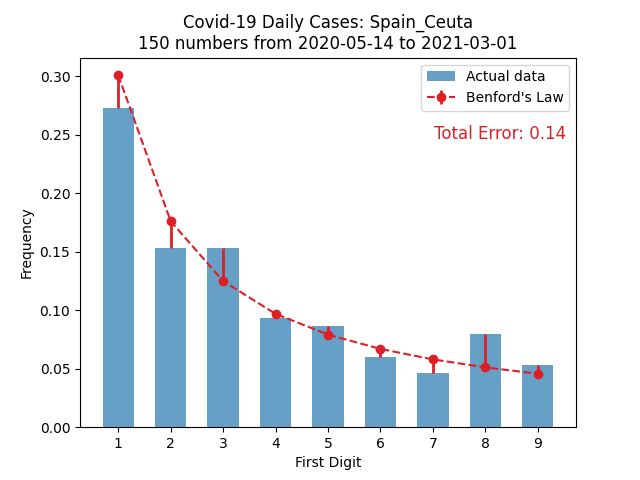 Covid-19 Daily Cases: Spain_Ceuta
150 numbers from 2020-05-14 to 2021-03-01
Actual data
Benford's Law
Total Error: 0.14
Frequency
0.30
0.25
0.20
0.15
0.10
0.05
0.00
1 2 3 4 5 6 7 8 9
First Digit